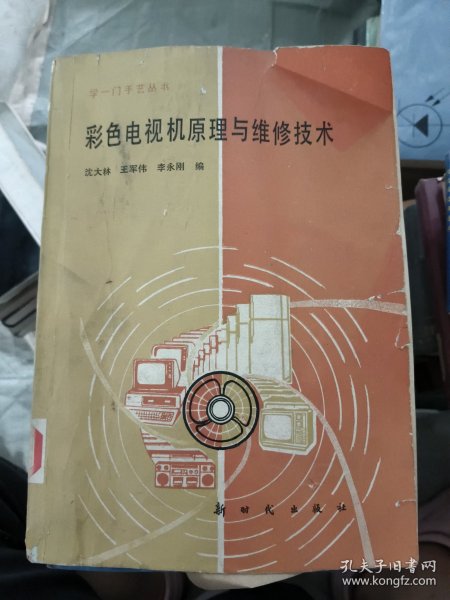 学一门手艺丛书
彩色电视机原理与维修技术
沈大林 王军伟 李永刚 编
新时代出版社
孔夫子旧书网
www.kongfz.com